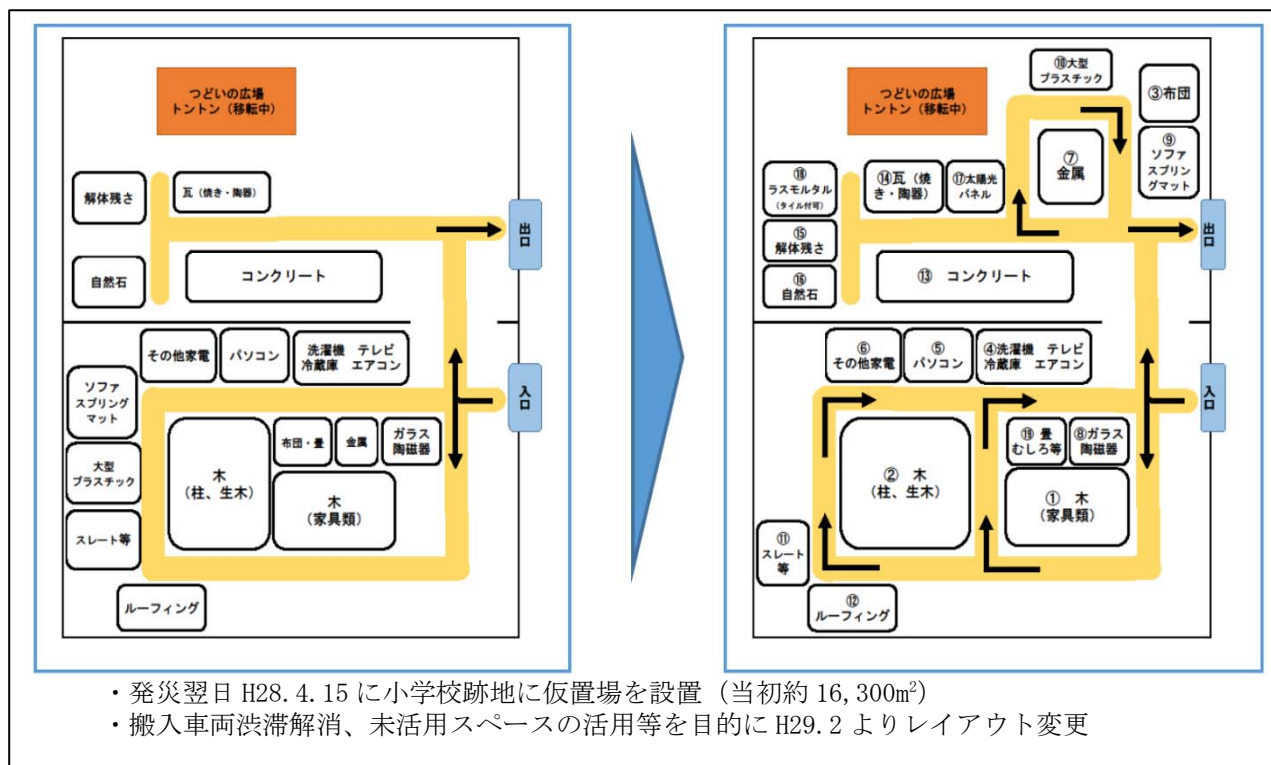 つどいの広場
トントン（移転中）
解体残さ
瓦（焼き・陶器）
出口
自然石
コンクリート
その他家電
パソコン
洗濯機 テレビ
冷蔵庫 エアコン
入口
ソファ
スプリング
マット
布団・畳
金属
ガラス
陶磁器
木
（柱、生木）
大型
プラスチック
木
（家具類）
スレート等
ルーフィング
つどいの広場
トントン（移転中）
⑩大型
プラスチック
③布団
⑦
金属
⑨
ソファ
スプリン
グマット
⑱
ラスモルタル
（タイル付可）
⑭瓦（焼
き・陶器）
⑰太陽光
パネル
出口
⑮
解体残さ
⑯
自然石
⑬ コンクリート
⑥
その他家電
⑤
パソコン
④洗濯機 テレビ
冷蔵庫 エアコン
入口
② 木
（柱、生木）
⑲ 畳
むしろ等
⑧ガラス
陶磁器
① 木
（家具類）
⑪
スレート
等
⑫
ルーフィング
・発災翌日 H28.4.15 に小学校跡地に仮置場を設置（当初約 16,300m²）
・搬入車両渋滞解消、未活用スペースの活用等を目的に H29.2 よりレイアウト変更